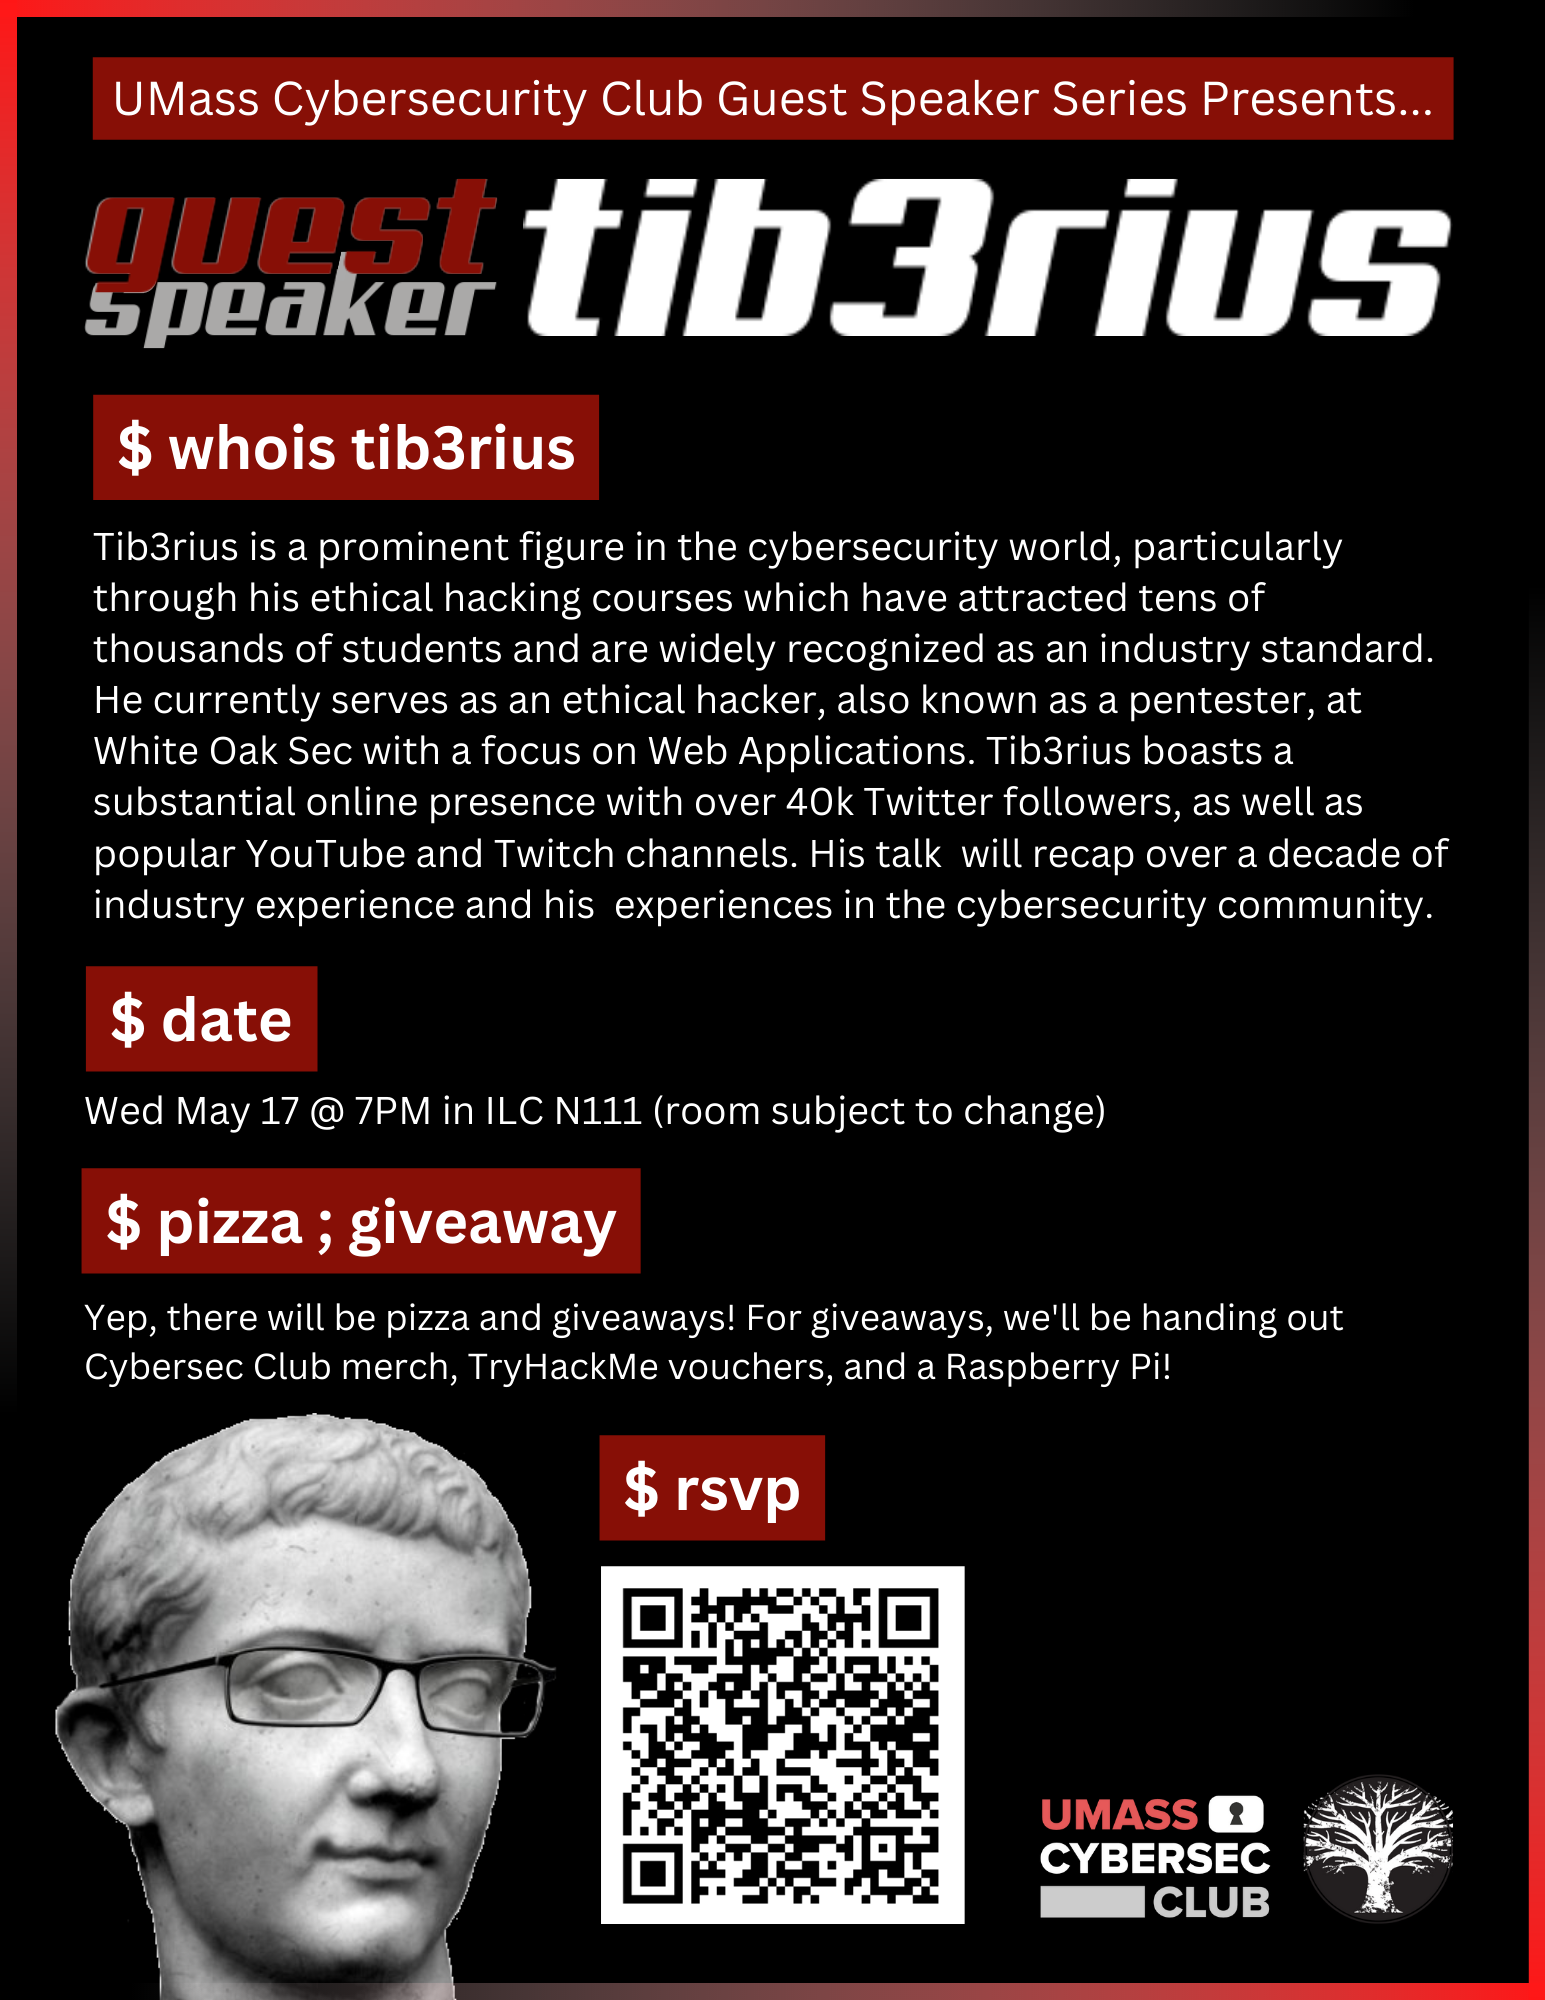 UMass Cybersecurity Club Guest Speaker Series Presents...
guest
speaker
tib3rius
$ whois tib3rius
Tib3rius is a prominent figure in the cybersecurity world, particularly
through his ethical hacking courses which have attracted tens of
thousands of students and are widely recognized as an industry standard.
He currently serves as an ethical hacker, also known as a pentester, at
White Oak Sec with a focus on Web Applications. Tib3rius boasts a
substantial online presence with over 40k Twitter followers, as well as
popular YouTube and Twitch channels. His talk  will recap over a decade of
industry experience and his  experiences in the cybersecurity community.
$ date
Wed May 17 @ 7PM in ILC N111 (room subject to change)
$ pizza ; giveaway
Yep, there will be pizza and giveaways! For giveaways, we'll be handing out
Cybersec Club merch, TryHackMe vouchers, and a Raspberry Pi!
$ rsvp
UMASS
CYBERSEC
CLUB